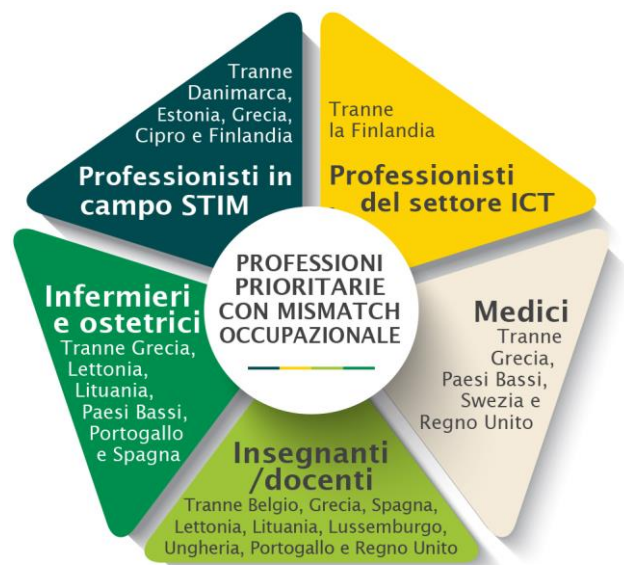 Tranne
Danimarca,
Estonia, Grecia,
Cipro e Finlandia
Professionisti in
campo STIM
Tranne
la Finlandia
Professionisti
del settore ICT
PROFESSIONI
PRIORITARIE
CON MISMATCH
OCCUPAZIONALE
Infermieri
e ostetrici
Tranne Grecia,
Lettonia,
Lituania,
Paesi Bassi,
Portogallo
e Spagna
Medici
Tranne
Grecia,
Paesi Bassi,
Swezia e
Regno Unito
Insegnanti
/docenti
Tranne Belgio, Grecia, Spagna,
Lettonia, Lituania, Lussemburgo,
Ungheria, Portogallo e Regno Unito